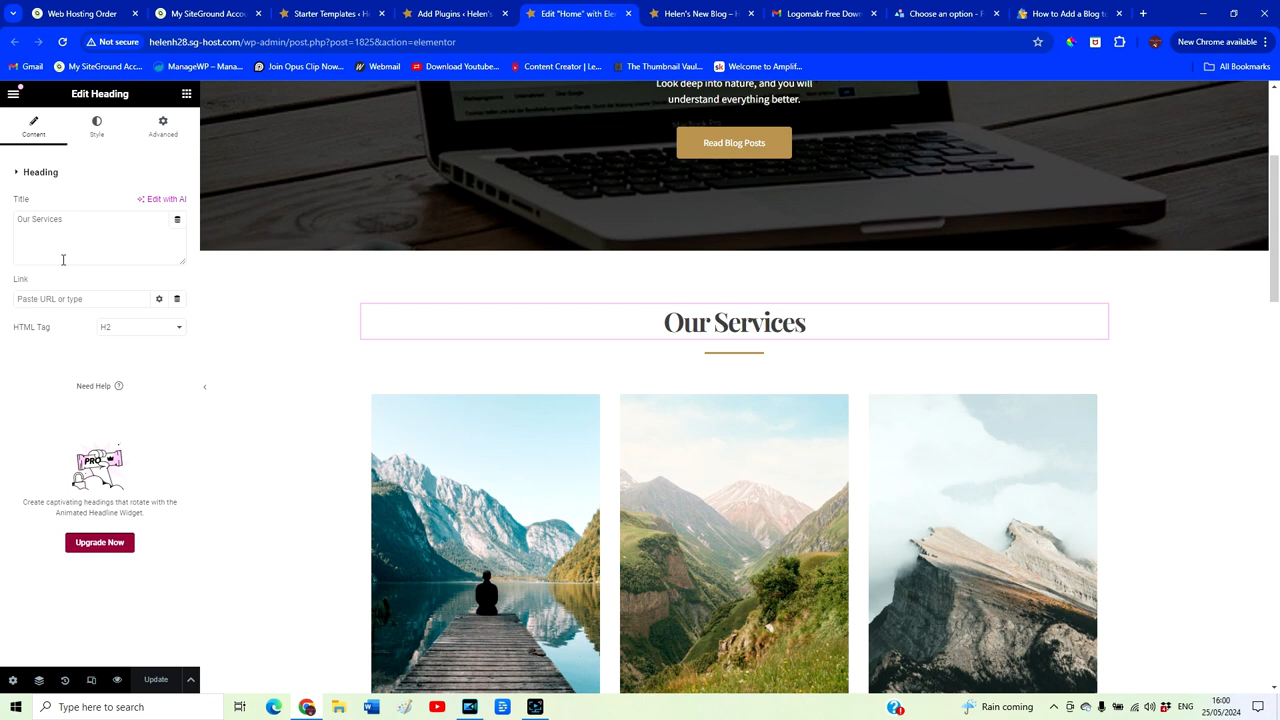 Web Hosting Order
My SiteGround Acco
Starter Templates ‹ H
Add Plugins ‹ Helen's
Edit "Home" with Ele
Helen's New Blog – H
Logomakr Free Down
Choose an option - F
How to Add a Blog t
Not secure
helenh28.sg-host.com/wp-admin/post.php?post=1825&action=elementor
New Chrome available
Gmail
My SiteGround Acc...
ManageWP – Mana...
Join Opus Clip Now...
Webmail
Download Youtube...
Content Creator | Le...
The Thumbnail Vaul...
Welcome to Amplif...
All Bookmarks
Edit Heading
Content
Style
Advanced
Heading
Title
Edit with AI
Our Services
Link
Paste URL or type
HTML Tag
H2
Need Help
PRO
Create captivating headings that rotate with the
Animated Headline Widget.
Upgrade Now
Update
Look deep into nature, and you will
understand everything better.
Read Blog Posts
Our Services
Type here to search
Rain coming
ENG
16:00
25/05/2024